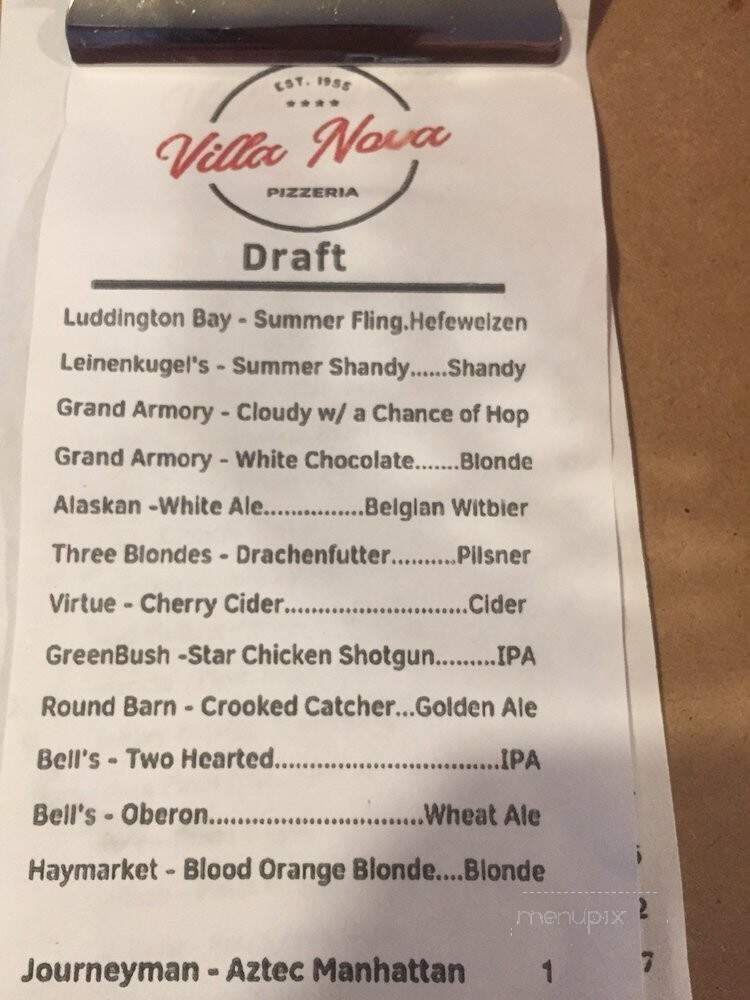 EST. 1955
★★★★
Villa Nova
PIZZERIA
Draft
Luddington Bay - Summer Fling.Hefeweizen
Leinenkugel's - Summer Shandy......Shandy
Grand Armory - Cloudy w/ a Chance of Hop
Grand Armory - White Chocolate.......Blonde
Alaskan -White Ale...............Belgian Witbier
Three Blondes - Drachenfutter..........Pilsner
Virtue - Cherry Cider............................Cider
GreenBush -Star Chicken Shotgun.........IPA
Round Barn - Crooked Catcher...Golden Ale
Bell's - Two Hearted..................................IPA
Bell's - Oberon..............................Wheat Ale
Haymarket - Blood Orange Blonde....Blonde
2
menupix
Journeyman - Aztec Manhattan 1
7